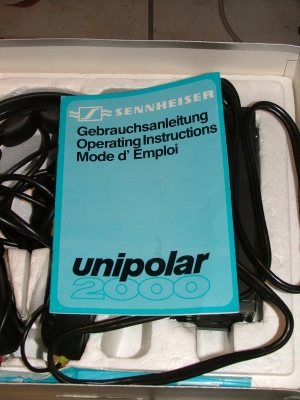 SENNHEISER
Gebrauchsanleitung
Operating Instructions
Mode d' Emploi
unipolar
2000